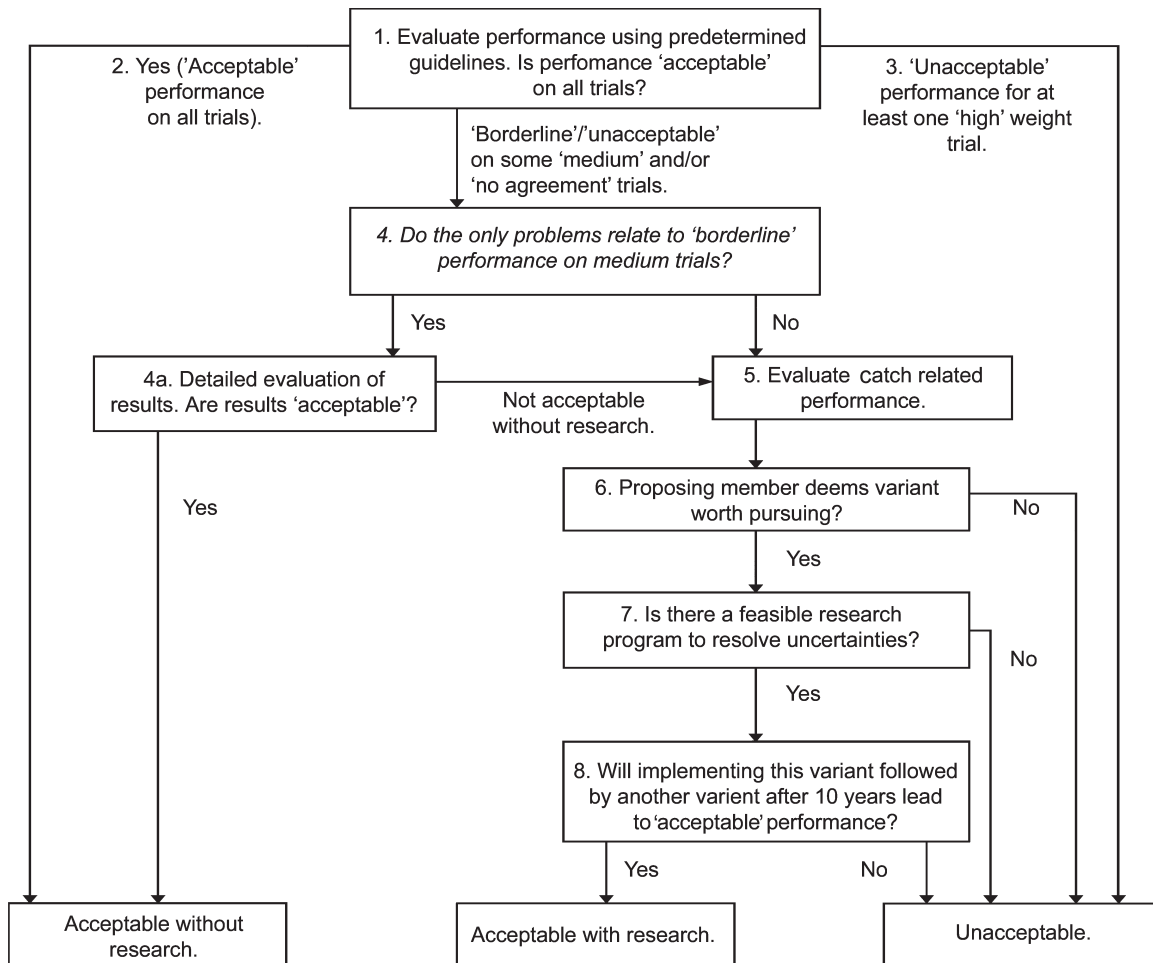 1. Evaluate performance using predetermined
guidelines. Is perfomance ‘acceptable’
on all trials?
2. Yes (’Acceptable’
performance
on all trials).
3. ‘Unacceptable’
performance for at
least one ‘high’ weight
trial.
‘Borderline’/’unacceptable’
on some ‘medium’ and/or
‘no agreement’ trials.
4. Do the only problems relate to ‘borderline’
performance on medium trials?
Yes
No
4a. Detailed evaluation of
results. Are results ‘acceptable’?
Not acceptable
without research.
5. Evaluate catch related
performance.
Yes
6. Proposing member deems variant
worth pursuing?
No
Yes
7. Is there a feasible research
program to resolve uncertainties?
No
Yes
8. Will implementing this variant followed
by another varient after 10 years lead
to ‘acceptable’ performance?
Yes
No
Acceptable without
research.
Acceptable with research.
Unacceptable.